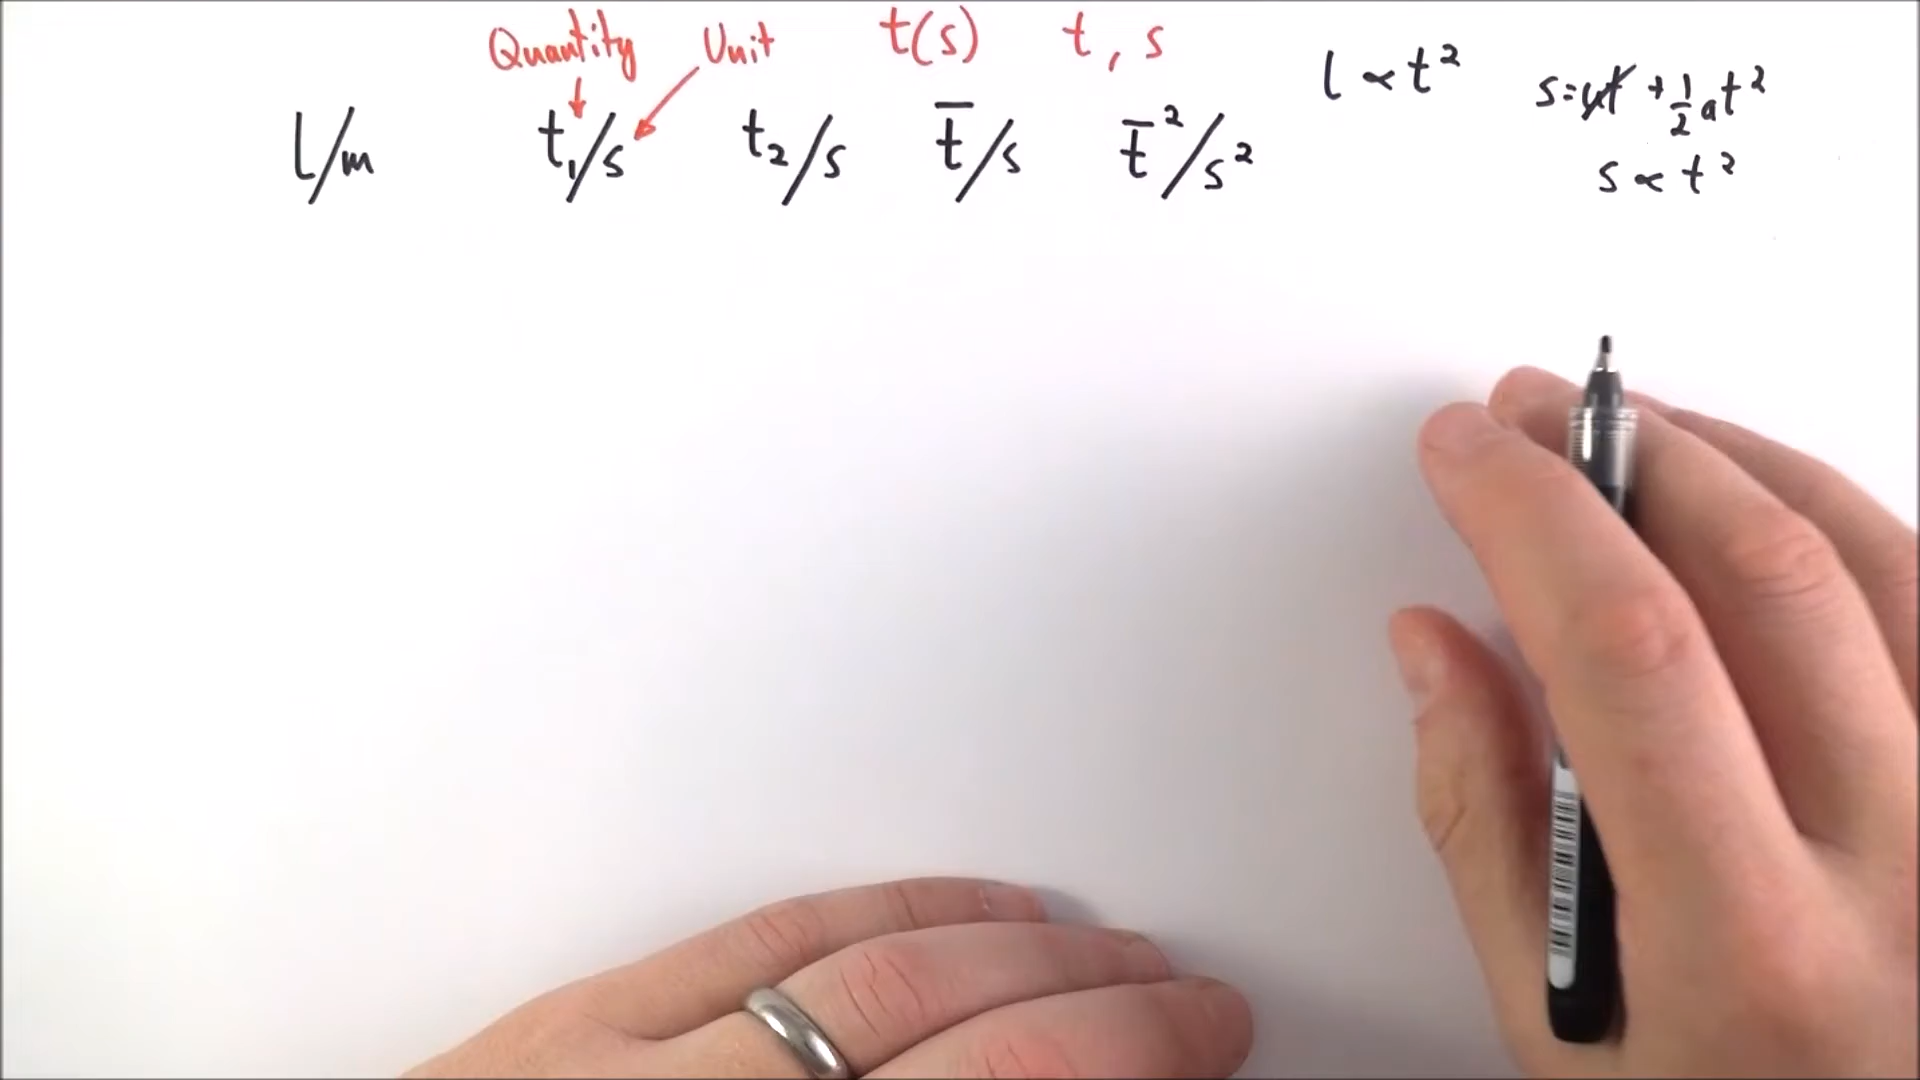 Quantity Unit t(s) t, s
l/m t₁/s t₂/s t̅/s t̅²/s²
l ∝ t²
s=ut + ½at²
s ∝ t²